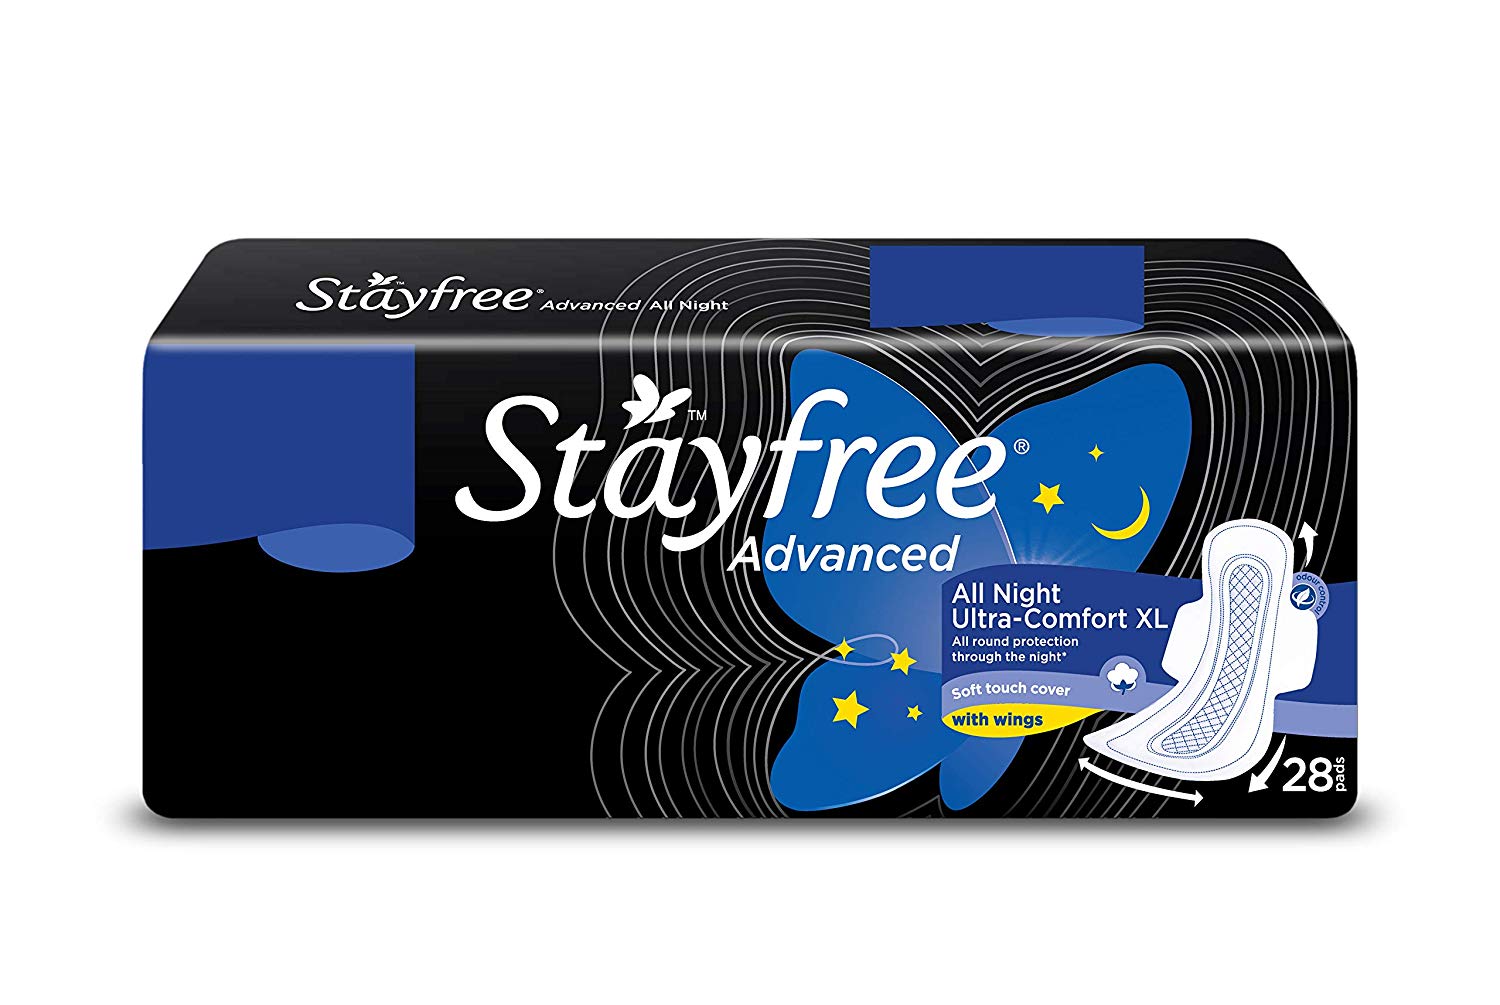 Stayfree® Advanced All Night
Stayfree®
™
Advanced
All Night
Ultra-Comfort XL
All round protection
through the night*
Soft touch cover
with wings
odour control
28 pads